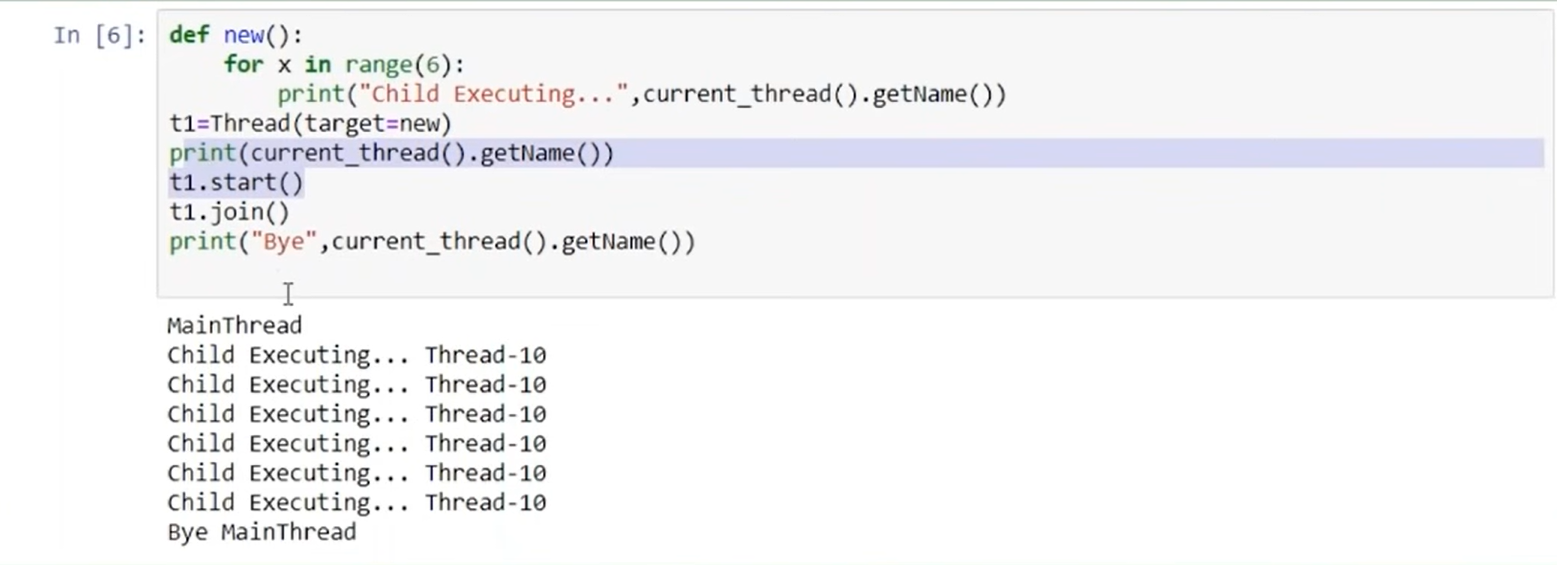 In [6]: def new():
    for x in range(6):
        print("Child Executing...",current_thread().getName())
t1=Thread(target=new)
print(current_thread().getName())
t1.start()
t1.join()
print("Bye",current_thread().getName())
MainThread
Child Executing... Thread-10
Child Executing... Thread-10
Child Executing... Thread-10
Child Executing... Thread-10
Child Executing... Thread-10
Child Executing... Thread-10
Bye MainThread